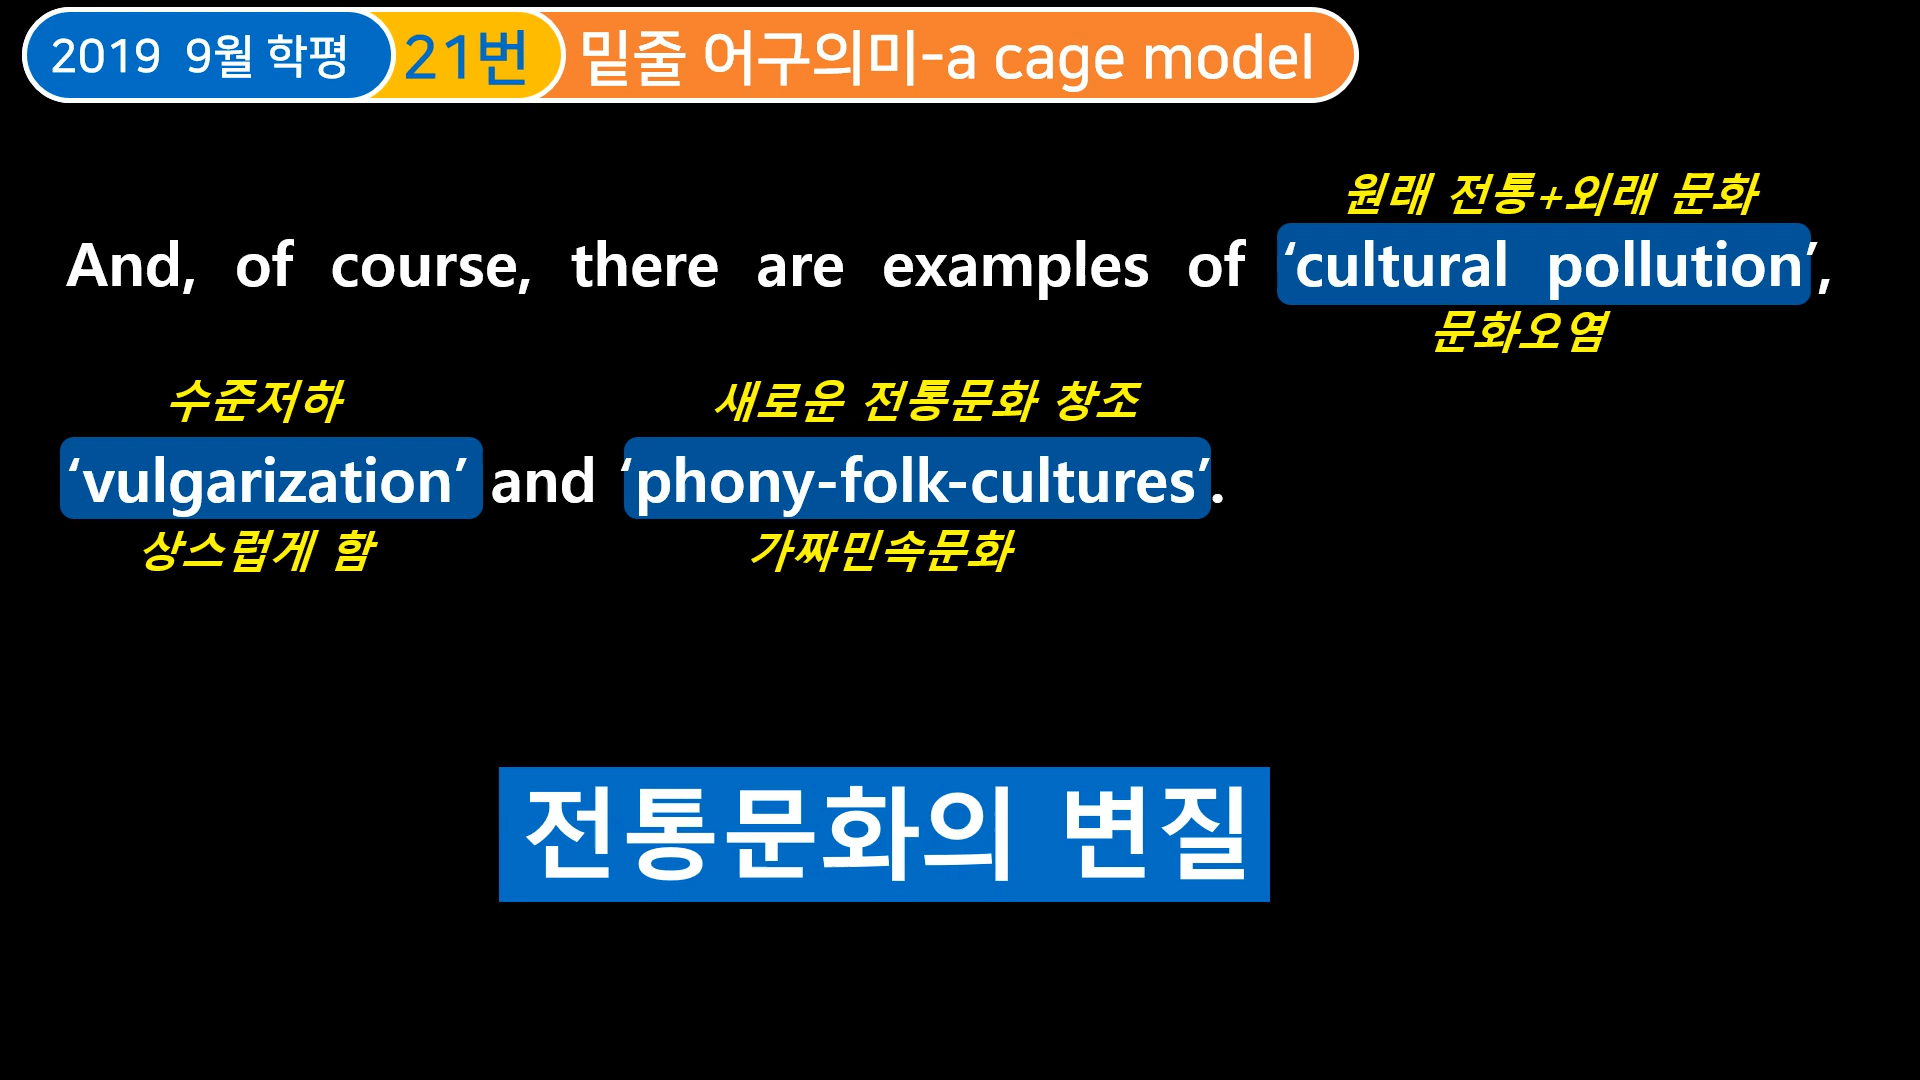 2019 9월 학평 21번 밑줄 어구의미-a cage model
원래 전통+외래 문화
And, of course, there are examples of ‘cultural pollution’,
문화오염
수준저하 새로운 전통문화 창조
‘vulgarization’ and ‘phony-folk-cultures’.
상스럽게 함 가짜민속문화
전통문화의 변질